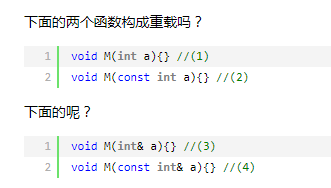 下面的两个函数构成重载吗？
1 void M(int a){} //(1)
2 void M(const int a){} //(2)
下面的呢？
1 void M(int& a){} //(3)
2 void M(const int& a){} //(4)